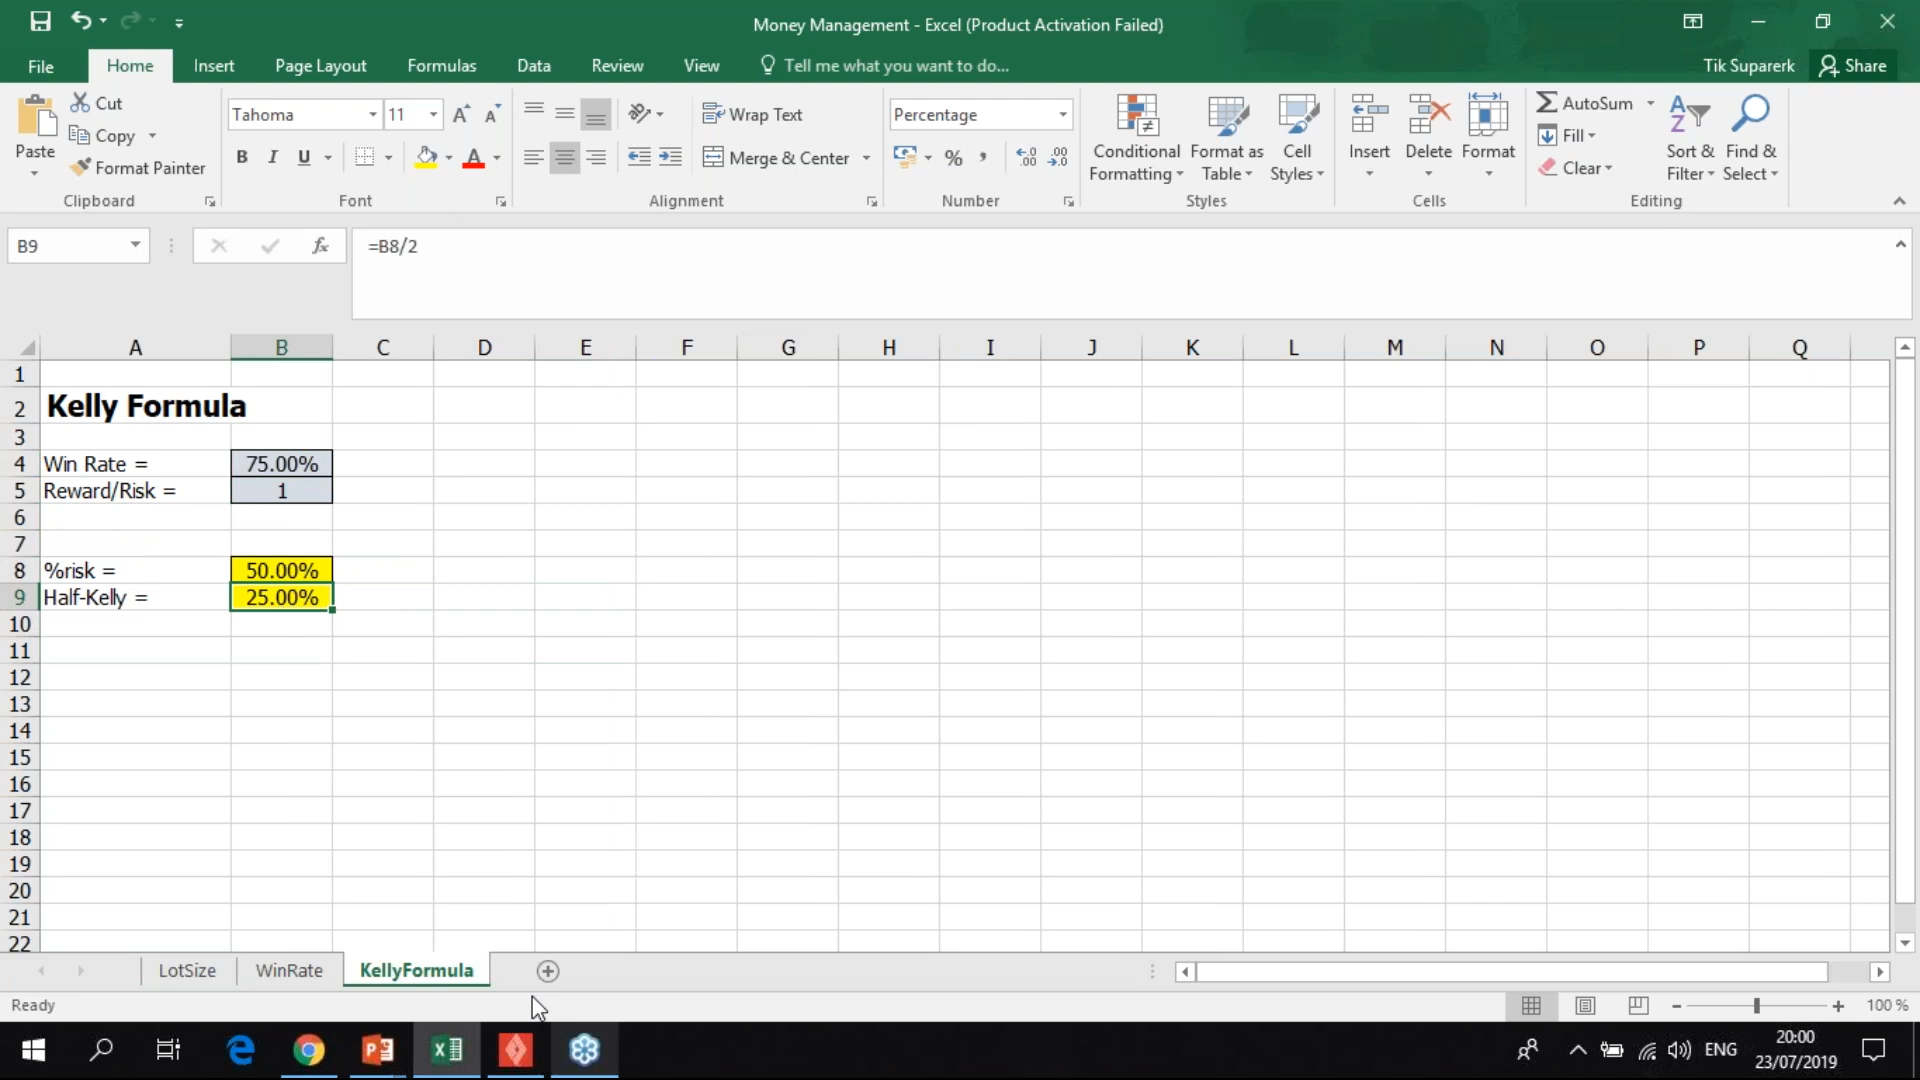 Money Management - Excel (Product Activation Failed)
File Home Insert Page Layout Formulas Data Review View Tell me what you want to do... Tik Suparerk Share
Paste Cut Copy Format Painter Clipboard
Tahoma 11 B I U A Font
Wrap Text Merge & Center Alignment
Percentage % Number
Conditional Formatting Format as Table Cell Styles Styles
Insert Delete Format Cells
AutoSum Fill Clear Sort & Filter Find & Select Editing
B9 fx =B8/2
A B C D E F G H I J K L M N O P Q
1
2 Kelly Formula
3
4 Win Rate = 75.00%
5 Reward/Risk = 1
6
7
8 %risk = 50.00%
9 Half-Kelly = 25.00%
10
11
12
13
14
15
16
17
18
19
20
21
22
LotSize WinRate KellyFormula
Ready 100 %
ENG 20:00
23/07/2019